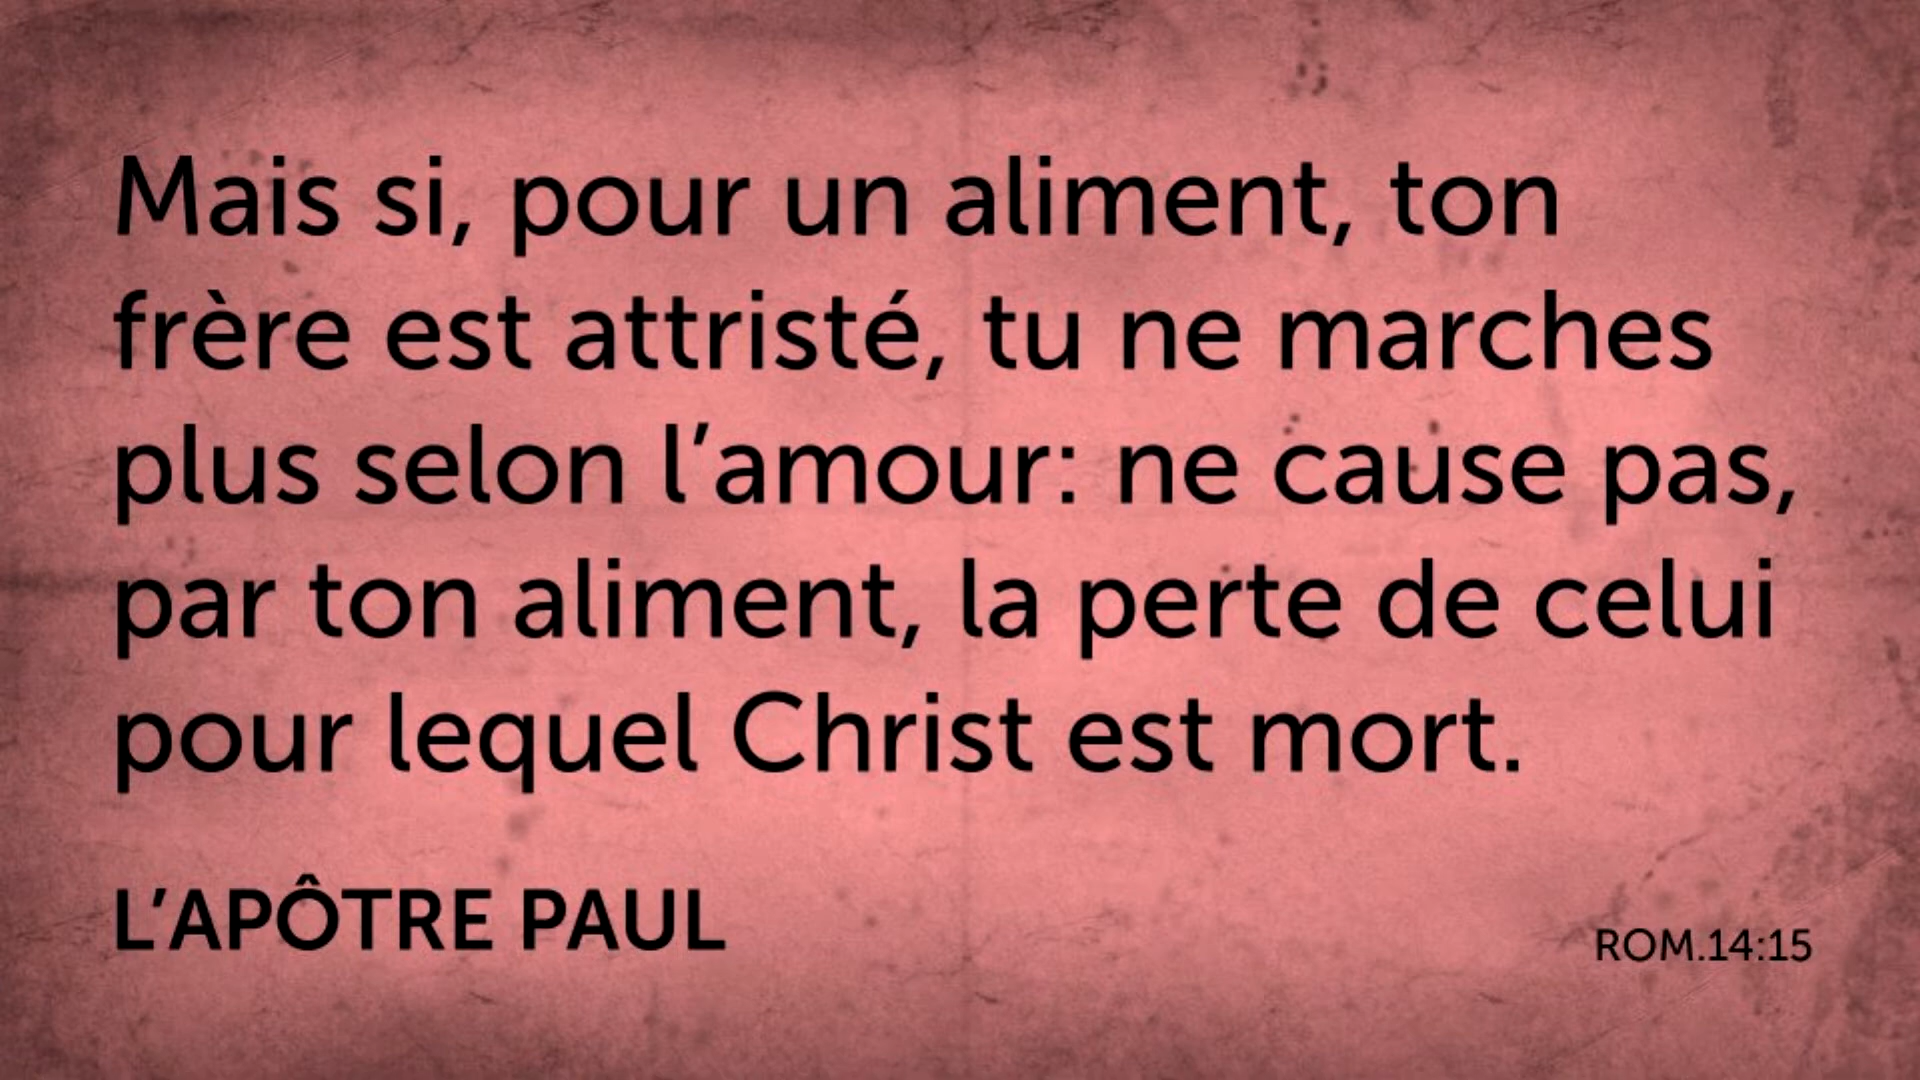 Mais si, pour un aliment, ton
frère est attristé, tu ne marches
plus selon l’amour: ne cause pas,
par ton aliment, la perte de celui
pour lequel Christ est mort.
L’APÔTRE PAUL
ROM.14:15